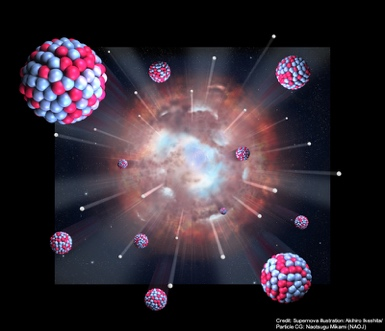 Credit: Supernova illustration: Akihiro Ikeshita/
Particle CG: Naotsugu Mikami (NAOJ)